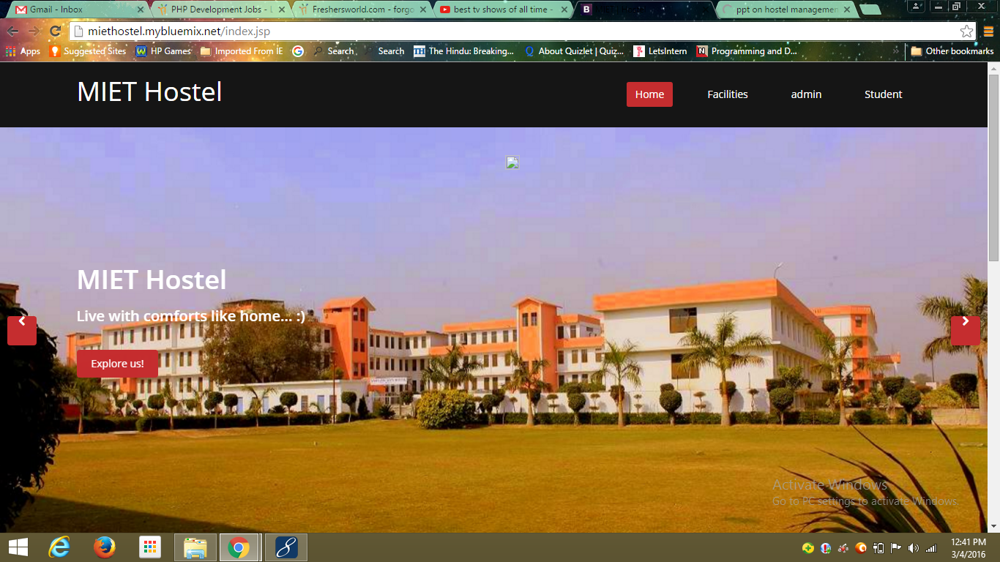 Gmail - Inbox
PHP Development Jobs - L
Freshersworld.com - forgo
best tv shows of all time -
ppt on hostel managemen
miethostel.mybluemix.net/index.jsp
Apps
Suggested Sites
HP Games
Imported From IE
Search
Search
The Hindu: Breaking...
About Quizlet | Quiz...
LetsIntern
Programming and D...
Other bookmarks
MIET Hostel
Home
Facilities
admin
Student
MIET Hostel
Live with comforts like home... :)
Explore us!
Activate Windows
Go to PC settings to activate Windows.
12:41 PM
3/4/2016